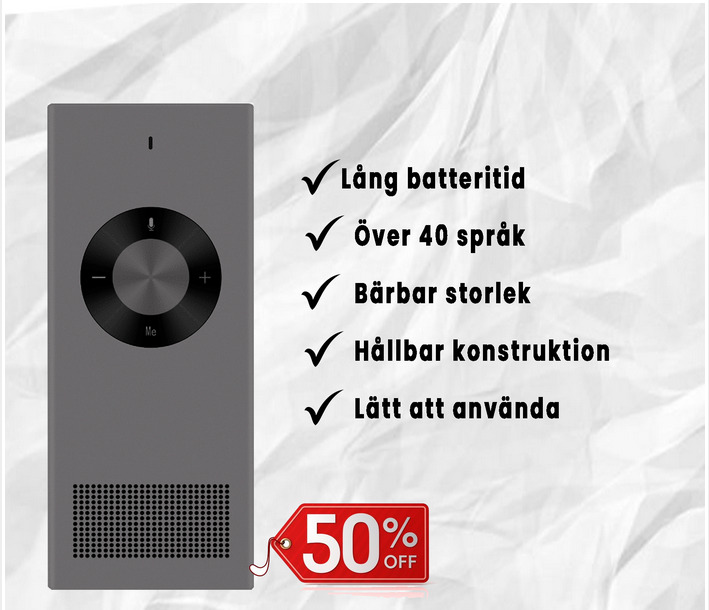 Me
Lång batteritid
Över 40 språk
Bärbar storlek
Hållbar konstruktion
Lätt att använda
50% OFF